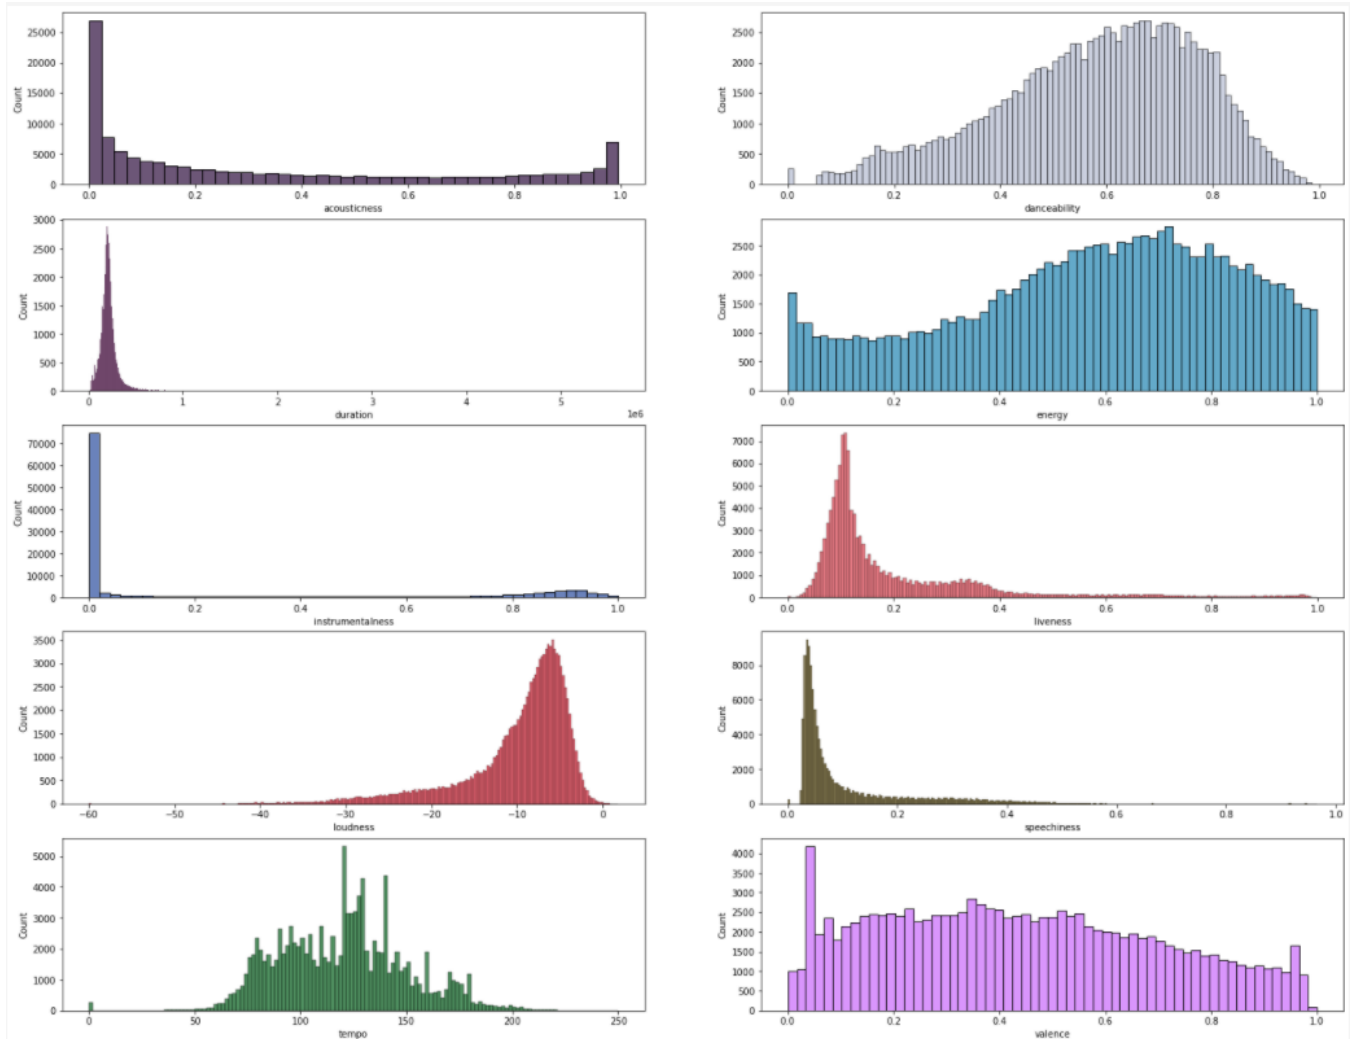 25000
20000
15000
10000
5000
0
Count
0.0 0.2 0.4 0.6 0.8 1.0
acousticness
2500
2000
1500
1000
500
0
Count
0.0 0.2 0.4 0.6 0.8 1.0
danceability
3000
2500
2000
1500
1000
500
0
Count
0 1 2 3 4 5
duration
1e6
2500
2000
1500
1000
500
0
Count
0.0 0.2 0.4 0.6 0.8 1.0
energy
70000
60000
50000
40000
30000
20000
10000
0
Count
0.0 0.2 0.4 0.6 0.8 1.0
instrumentalness
7000
6000
5000
4000
3000
2000
1000
0
Count
0.0 0.2 0.4 0.6 0.8 1.0
liveness
3500
3000
2500
2000
1500
1000
500
0
Count
−60 −50 −40 −30 −20 −10 0
loudness
8000
6000
4000
2000
0
Count
0.0 0.2 0.4 0.6 0.8 1.0
speechiness
5000
4000
3000
2000
1000
0
Count
0 50 100 150 200 250
tempo
4000
3500
3000
2500
2000
1500
1000
500
0
Count
0.0 0.2 0.4 0.6 0.8 1.0
valence